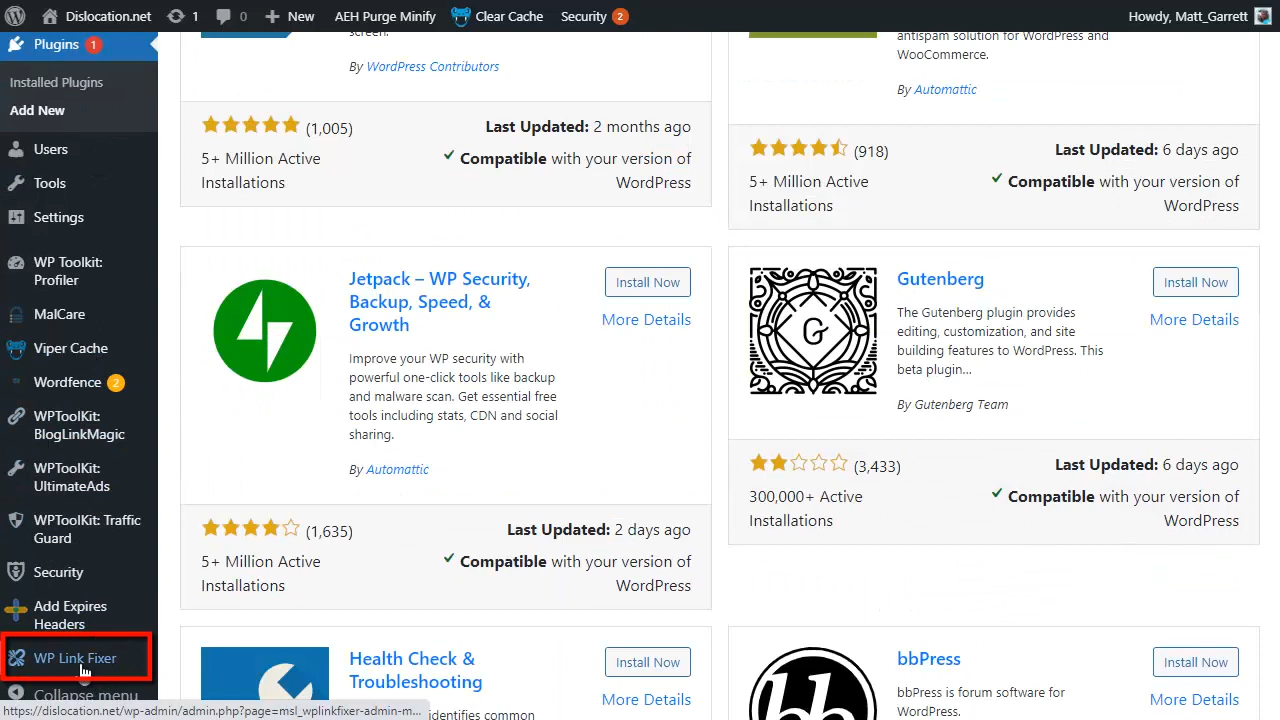 Dislocation.net 1 0 New AEH Purge Minify Clear Cache Security 2 Howdy, Matt_Garrett
Plugins 1
Installed Plugins
Add New
Users
Tools
Settings
WP Toolkit:
Profiler
MalCare
Viper Cache
Wordfence 2
WPToolKit:
BlogLinkMagic
WPToolKit:
UltimateAds
WPToolKit: Traffic
Guard
Security
Add Expires
Headers
WP Link Fixer
Collapse menu
screen.
By WordPress Contributors
(1,005)
Last Updated: 2 months ago
5+ Million Active
Installations
Compatible with your version of
WordPress
antispam solution for WordPress and
WooCommerce.
By Automattic
(918)
Last Updated: 6 days ago
5+ Million Active
Installations
Compatible with your version of
WordPress
Jetpack – WP Security,
Backup, Speed, &
Growth
Install Now
More Details
Improve your WP security with
powerful one-click tools like backup
and malware scan. Get essential free
tools including stats, CDN and social
sharing.
By Automattic
(1,635)
Last Updated: 2 days ago
5+ Million Active
Installations
Compatible with your version of
WordPress
Gutenberg
Install Now
More Details
The Gutenberg plugin provides
editing, customization, and site
building features to WordPress. This
beta plugin...
By Gutenberg Team
G
(3,433)
Last Updated: 6 days ago
300,000+ Active
Installations
Compatible with your version of
WordPress
Health Check &
Troubleshooting
Install Now
More Details
identifies common
bbPress
Install Now
More Details
bbPress is forum software for
WordPress.
bb
https://dislocation.net/wp-admin/admin.php?page=msl_wplinkfixer-admin-m...